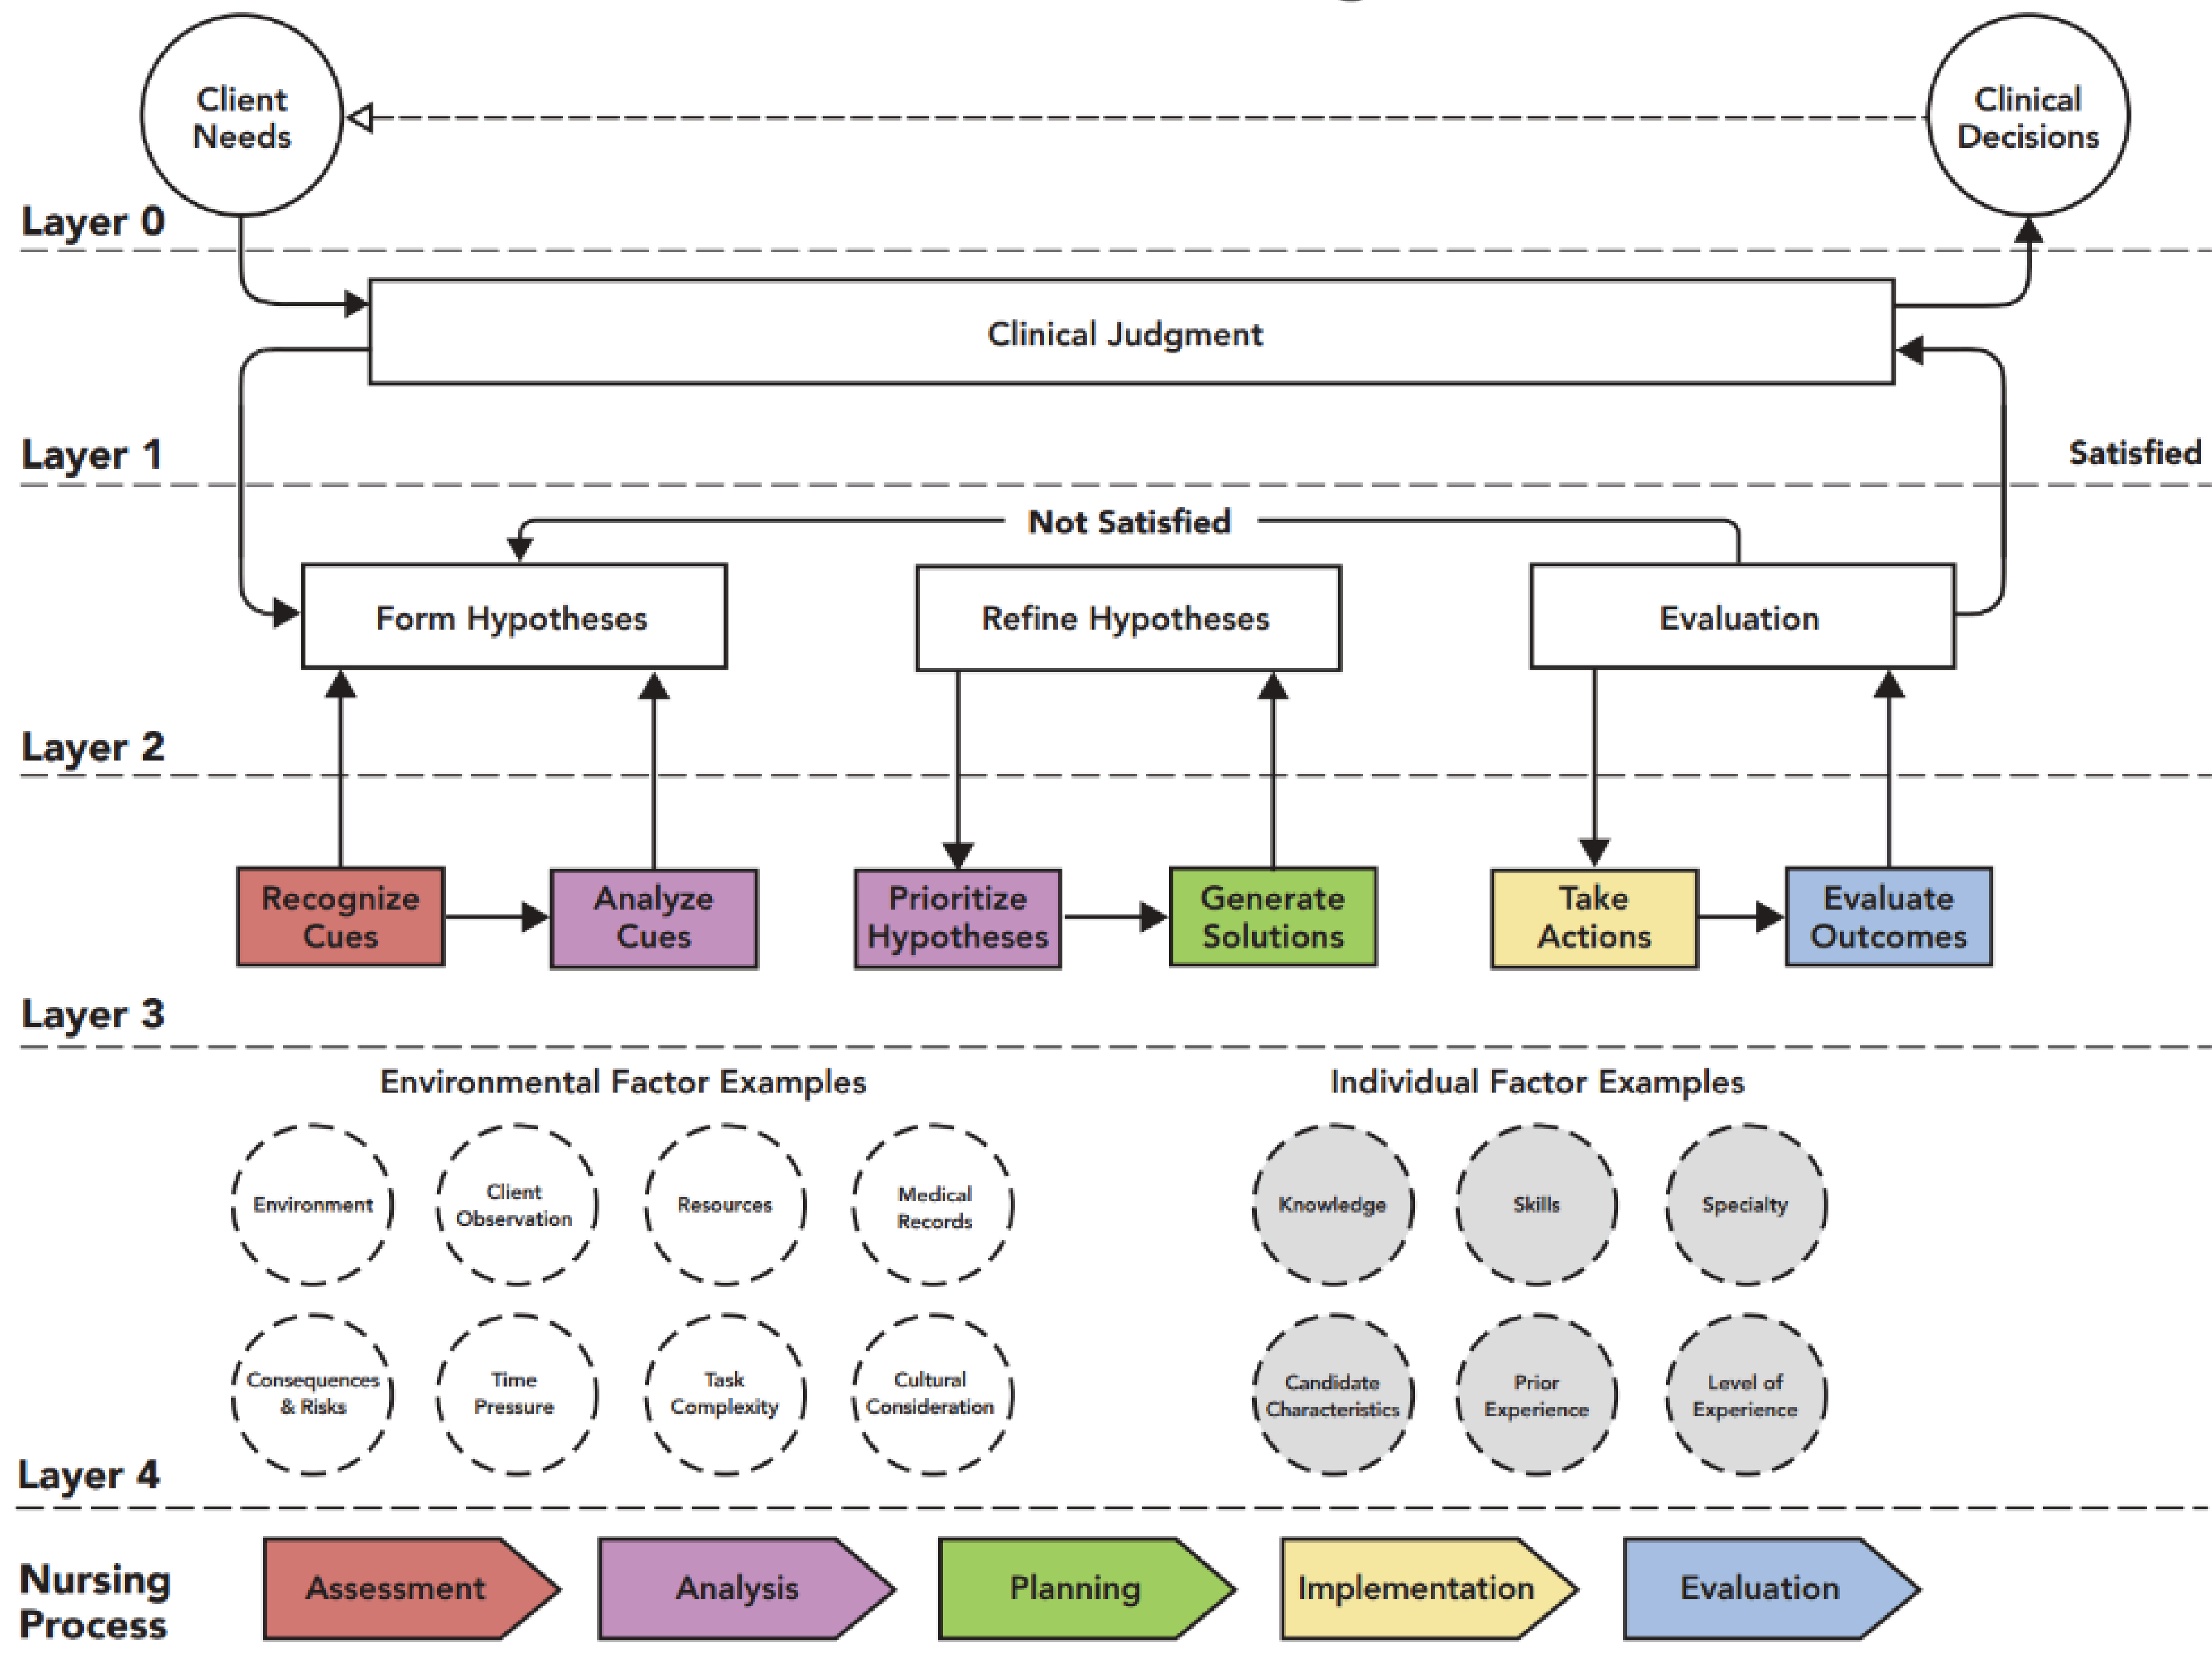 Client
Needs
Clinical
Decisions
Layer 0
Clinical Judgment
Layer 1
Satisfied
Not Satisfied
Form Hypotheses
Refine Hypotheses
Evaluation
Layer 2
Recognize
Cues
Analyze
Cues
Prioritize
Hypotheses
Generate
Solutions
Take
Actions
Evaluate
Outcomes
Layer 3
Environmental Factor Examples
Individual Factor Examples
Environment
Client
Observation
Resources
Medical
Records
Knowledge
Skills
Specialty
Consequences
& Risks
Time
Pressure
Task
Complexity
Cultural
Consideration
Candidate
Characteristics
Prior
Experience
Level of
Experience
Layer 4
Nursing
Process
Assessment
Analysis
Planning
Implementation
Evaluation